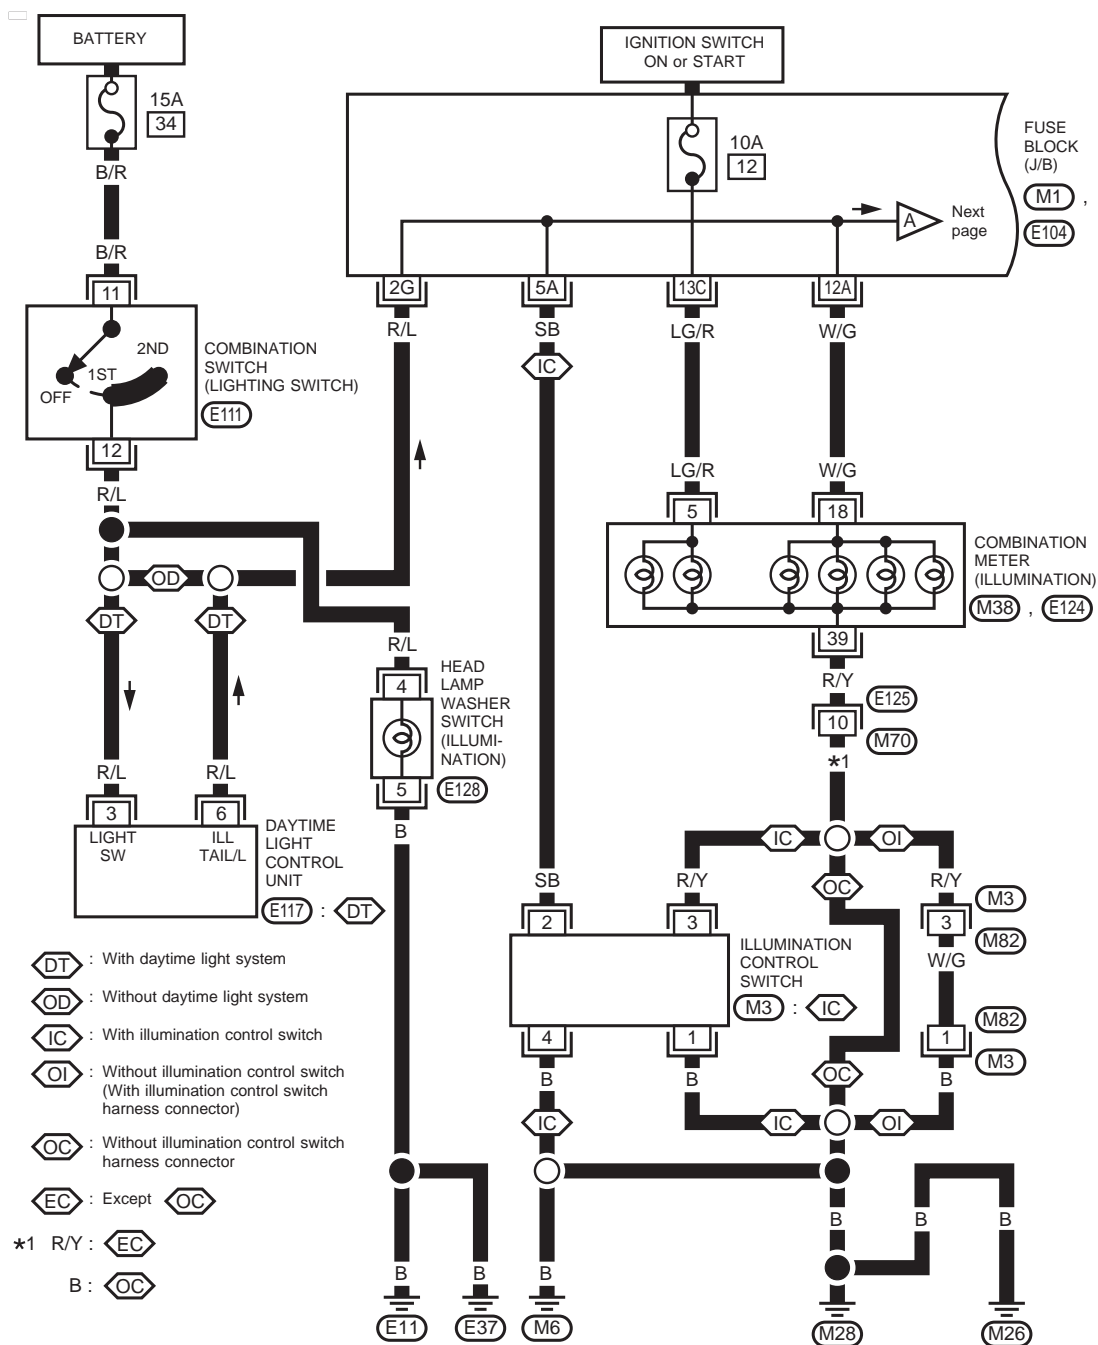 BATTERY
15A
34
B/R
B/R
11
2ND
1ST
OFF
COMBINATION
SWITCH
(LIGHTING SWITCH)
E111
12
R/L
OD
DT
DT
R/L
R/L
3
6
LIGHT
SW
ILL
TAIL/L
DAYTIME
LIGHT
CONTROL
UNIT
E117 : DT
IGNITION SWITCH
ON or START
10A
12
FUSE
BLOCK
(J/B)
M1 ,
E104
A
Next
page
2G
5A
13C
12A
R/L
SB
LG/R
W/G
IC
LG/R
W/G
5
18
COMBINATION
METER
(ILLUMINATION)
M38 , E124
39
R/Y
E125
10
M70
*1
R/L
4
HEAD
LAMP
WASHER
SWITCH
(ILLUMI-
NATION)
5
E128
B
IC
OI
OC
SB
R/Y
R/Y
M3
2
3
3
M82
W/G
ILLUMINATION
CONTROL
SWITCH
M3 : IC
M82
4
1
1
M3
B
B
OC
B
IC
IC
OI
B
B
B
B
B
B
E11
E37
M6
M28
M26
DT : With daytime light system
OD : Without daytime light system
IC : With illumination control switch
OI : Without illumination control switch
(With illumination control switch
harness connector)
OC : Without illumination control switch
harness connector
EC : Except OC
*1 R/Y : EC
B : OC